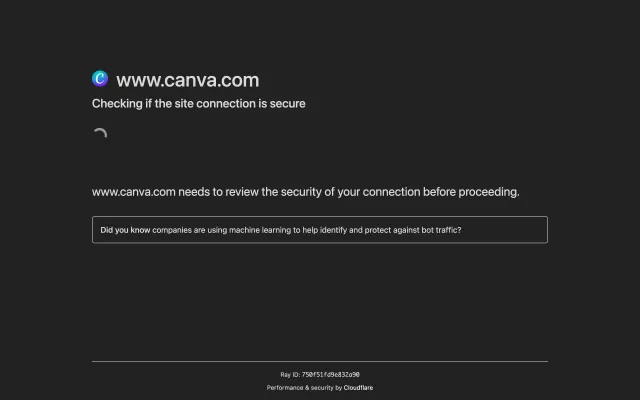 www.canva.com
Checking if the site connection is secure
www.canva.com needs to review the security of your connection before proceeding.
Did you know companies are using machine learning to help identify and protect against bot traffic?
Ray ID: 750f51fd9e832a90
Performance & security by Cloudflare